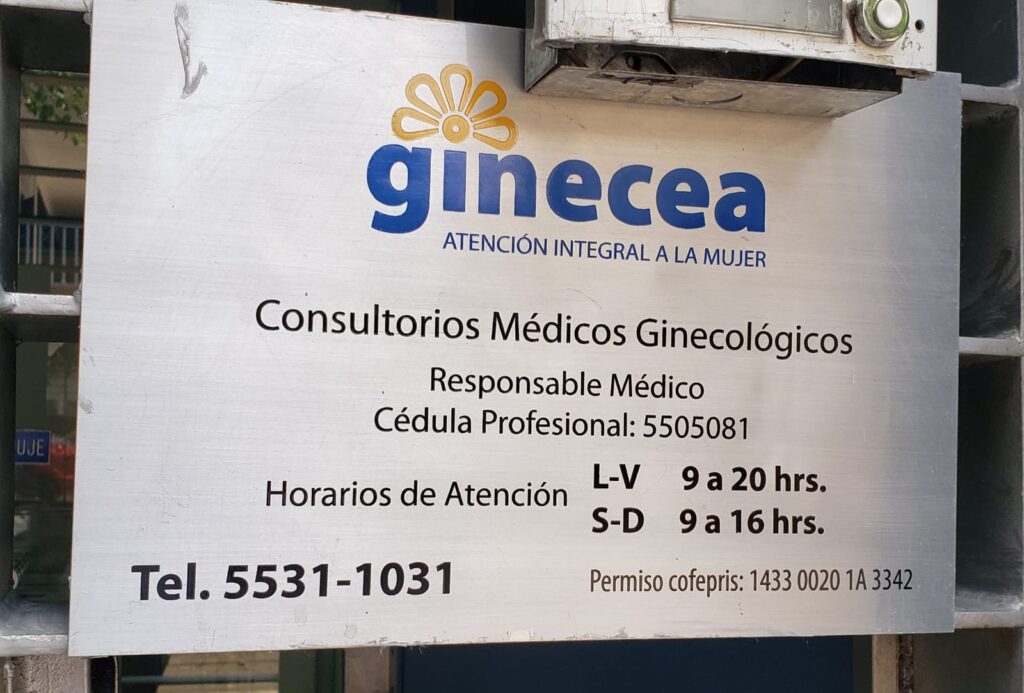 ginecea
ATENCIÓN INTEGRAL A LA MUJER
Consultorios Médicos Ginecológicos
Responsable Médico
Cédula Profesional: 5505081
Horarios de Atención
L-V 9 a 20 hrs.
S-D 9 a 16 hrs.
Tel. 5531-1031
Permiso cofepris: 1433 0020 1A 3342
UJE